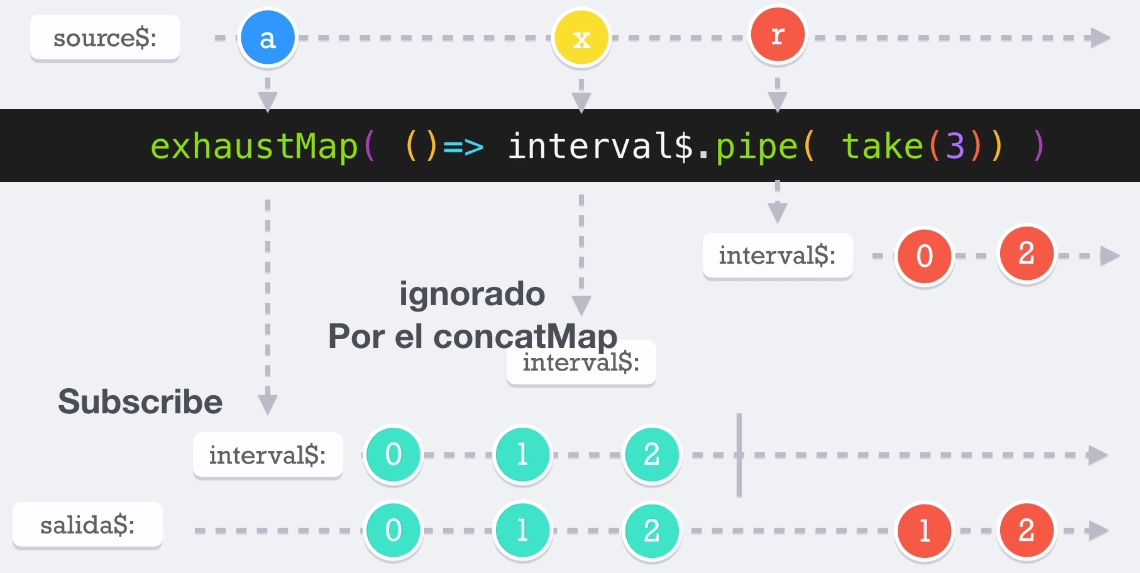 source$: a x r
exhaustMap( ()=> interval$.pipe( take(3)) )
interval$: 0 2
ignorado
Por el concatMap
interval$:
Subscribe
interval$: 0 1 2
salida$: 0 1 2 1 2